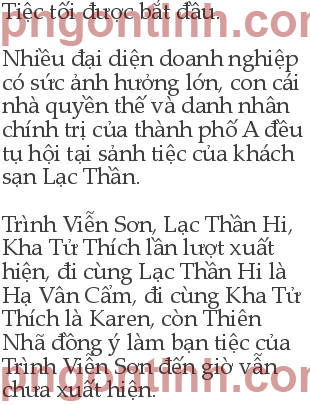 Tiệc tối được bắt đầu.
pngontinh.com
Nhiều đại diện doanh nghiệp
có sức ảnh hưởng lớn, con cái
nhà quyền thế và danh nhân
chính trị của thành phố A đều
tụ hội tại sảnh tiệc của khách
sạn Lạc Thần.
Trình Viễn Sơn, Lạc Thần Hi,
Kha Tử Thích lần lượt xuất
hiện, đi cùng Lạc Thần Hi là
Hạ Vân Cẩm, đi cùng Kha Tử
Thích là Karen, còn Thiên
Nhã đồng ý làm bạn tiệc của
Trình Viễn Sơn đến giờ vẫn
chưa xuất hiện.
pngontinh.com